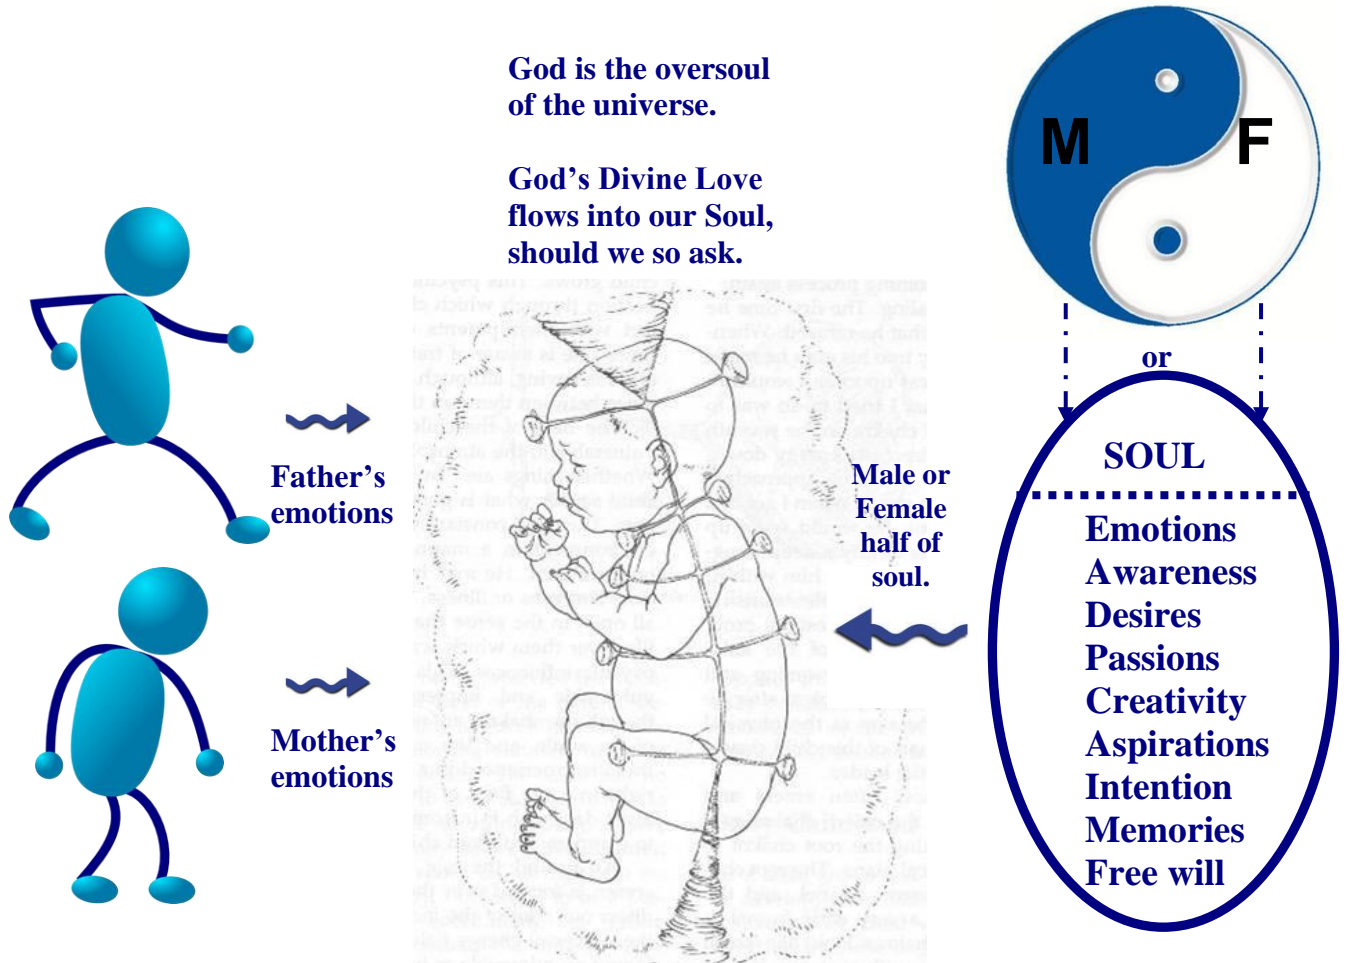 God is the oversoul
of the universe.
God’s Divine Love
flows into our Soul,
should we so ask.
M F
or
Father’s
emotions
Mother’s
emotions
Male or
Female
half of
soul.
SOUL
Emotions
Awareness
Desires
Passions
Creativity
Aspirations
Intention
Memories
Free will